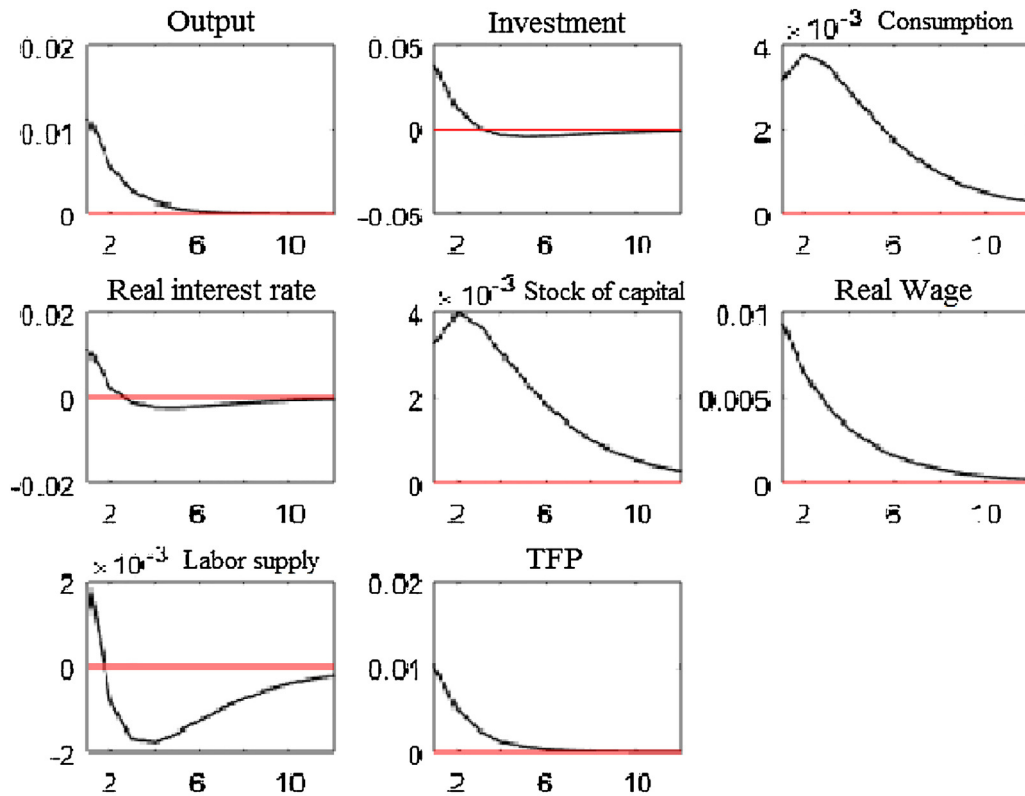 Output
0.02
0.01
0
2 6 10
Investment
0.05
0
-0.05
2 6 10
× 10⁻³ Consumption
4
2
0
2 6 10
Real interest rate
0.02
0
-0.02
2 6 10
× 10⁻³ Stock of capital
4
2
0
2 6 10
Real Wage
0.01
0.005
0
2 6 10
× 10⁻³ Labor supply
2
0
-2
2 6 10
TFP
0.02
0.01
0
2 6 10